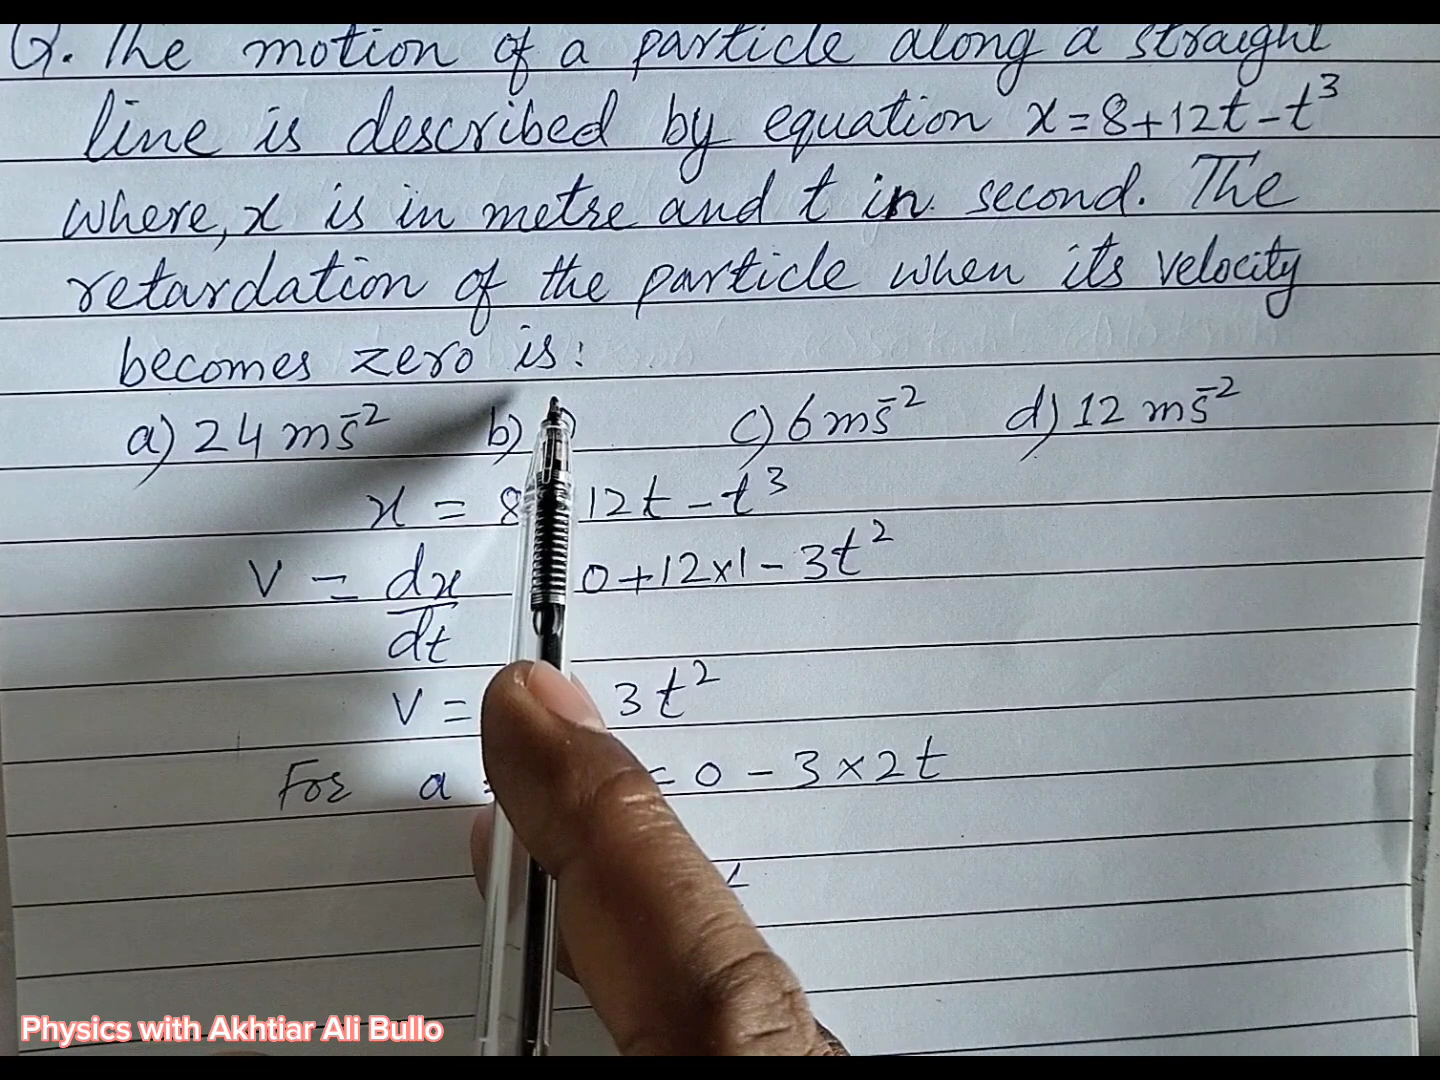 Q. The motion of a particle along a straight
line is described by equation x=8+12t-t³
where, x is in metre and t in second. The
retardation of the particle when its velocity
becomes zero is:
a) 24 ms⁻² b) c) 6 ms⁻² d) 12 ms⁻²
x = 8 12t - t³
V = dx/dt 0+12×1-3t²
V = 3t²
For a = 0 - 3×2t
Physics with Akhtiar Ali Bullo